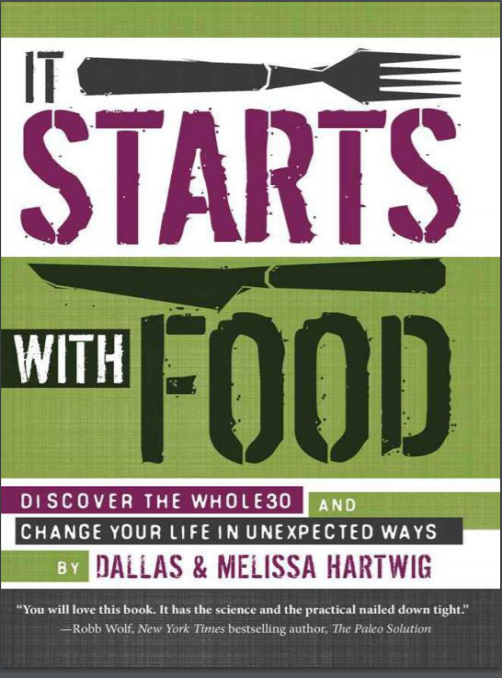 IT
STARTS
WITH FOOD
DISCOVER THE WHOLE30 AND
CHANGE YOUR LIFE IN UNEXPECTED WAYS
BY DALLAS & MELISSA HARTWIG
“You will love this book. It has the science and the practical nailed down tight.”
—Robb Wolf, New York Times bestselling author, The Paleo Solution